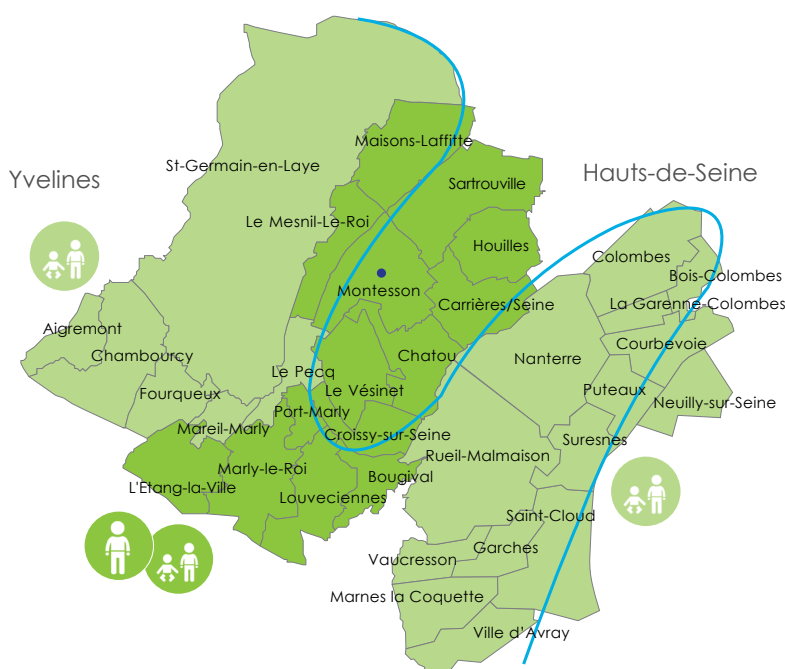 Maisons-Laffitte
St-Germain-en-Laye
Yvelines
Hauts-de-Seine
Sartrouville
Le Mesnil-Le-Roi
Houilles
Colombes
Bois-Colombes
Montesson
Carrières/Seine
La Garenne-Colombes
Aigremont
Courbevoie
Chambourcy
Chatou
Nanterre
Le Pecq
Fourqueux
Le Vésinet
Puteaux
Neuilly-sur-Seine
Port-Marly
Mareil-Marly
Croissy-sur-Seine
Suresnes
Rueil-Malmaison
Marly-le-Roi
Bougival
L'Etang-la-Ville
Louveciennes
Saint-Cloud
Garches
Vaucresson
Marnes la Coquette
Ville d’Avray